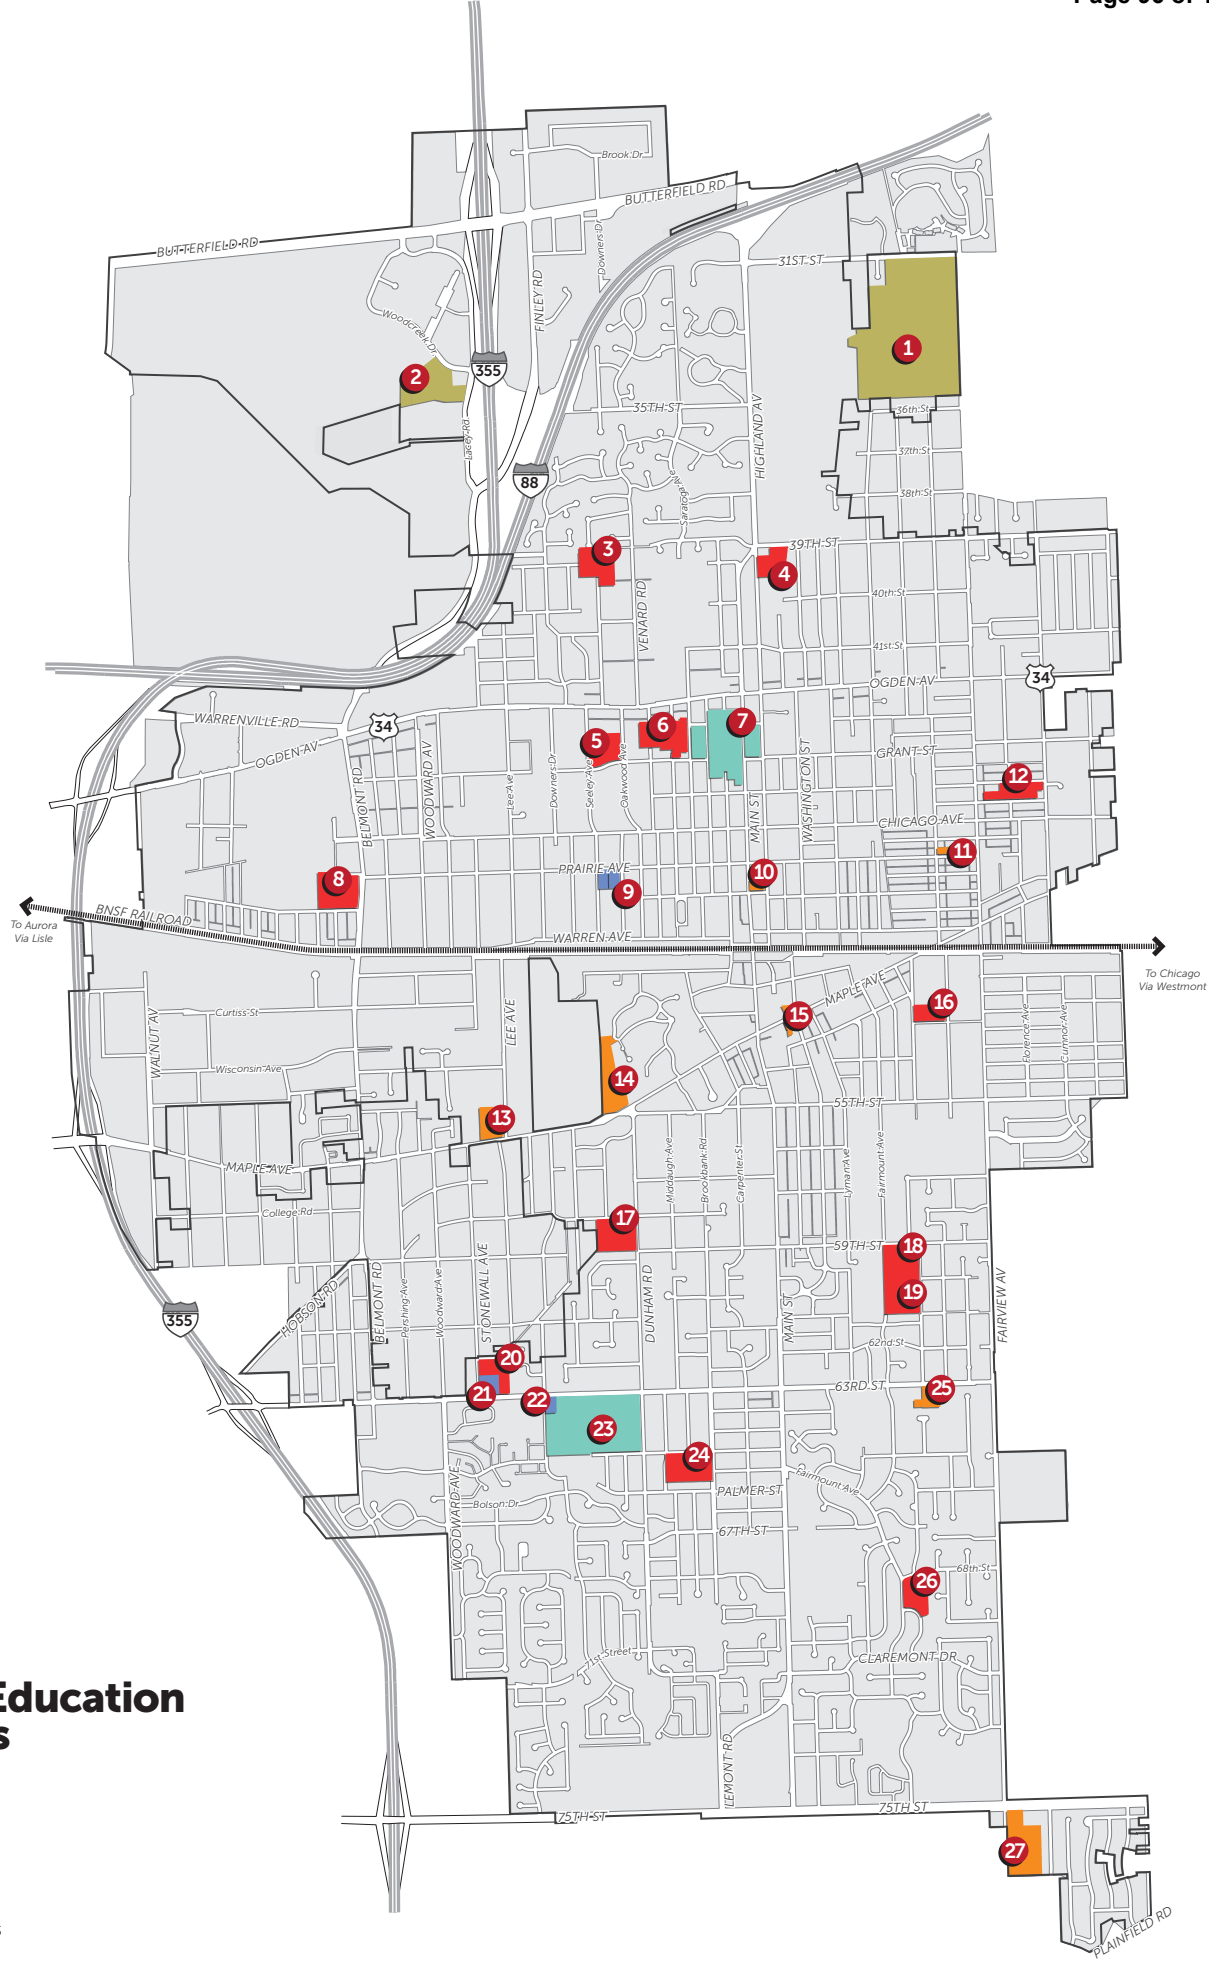 Brook Dr
BUTTERFIELD RD
BUTTERFIELD RD
Downers Dr
31ST ST
FINLEY RD
Woodcreek Dr
1
355
2
35TH ST
HIGHLAND AV
36th St
Lacey Rd
37th St
88
Saratoga Ave
38th St
3
39TH ST
4
40th St
VENARD RD
41st St
OGDEN AV
34
WARRENVILLE RD
34
7
6
5
OGDEN AV
WOODWARD AV
BELMONT RD
Lee Ave
Downers Dr
Seeley Ave
Oakwood Ave
MAIN ST
WASHINGTON ST
GRANT ST
12
CHICAGO AVE
11
PRAIRIE AVE
10
8
9
BNSF RAILROAD
To Aurora
Via Lisle
WARREN AVE
To Chicago
Via Westmont
MAPLE AVE
16
15
Curtiss St
LEE AVE
WALNUT AV
Florence Ave
Cumnor Ave
Wisconsin Ave
14
55TH ST
13
MAPLE AVE
Middaugh Ave
Brookbank Rd
Carpenter St
Lyman Ave
Fairmount Ave
College Rd
17
59TH ST
18
19
STONEWALL AVE
BELMONT RD
Pershing Ave
Woodward Ave
HOBSON RD
DUNHAM RD
MAIN ST
FAIRVIEW AV
355
62nd St
20
63RD ST
25
21
22
23
24
Fairmount Ave
PALMER ST
Bolson Dr
WOODWARD AVE
67TH ST
68th St
26
71st Street
CLAREMONT DR
Education
LEMONT RD
75TH ST
75TH ST
27
PLAINFIELD RD